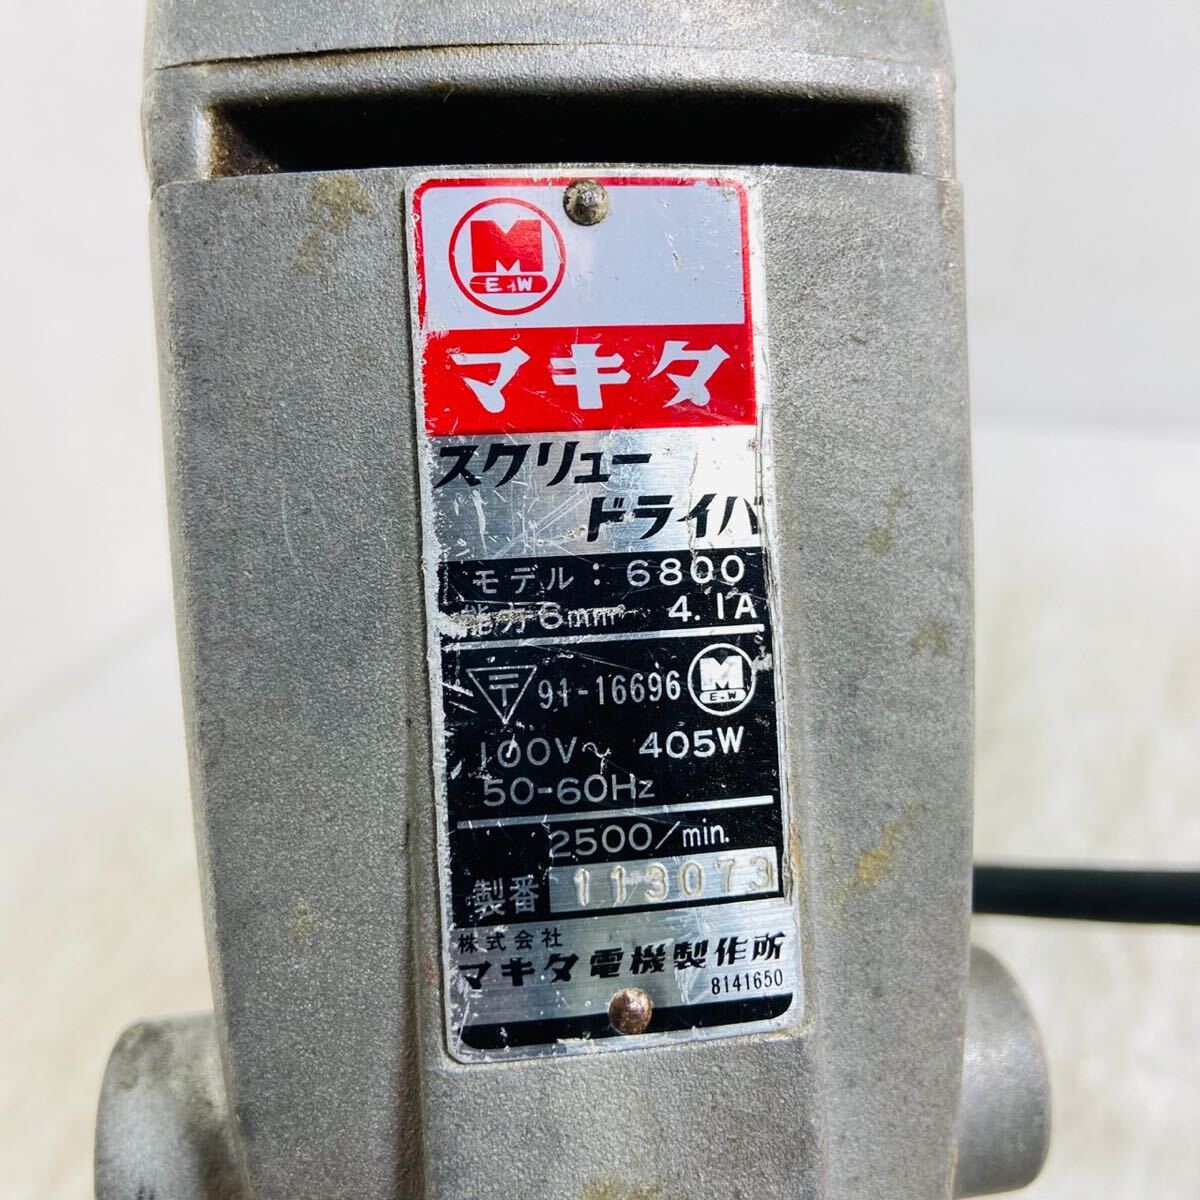 M
E.W
マキタ
スクリュー
ドライバ
モデル: 6800
能力6mm 4.1A
〒 91-16696 M
E.W
100V~ 405W
50-60Hz
2500/min.
製番 113073
株式会社
マキタ電機製作所
8141650